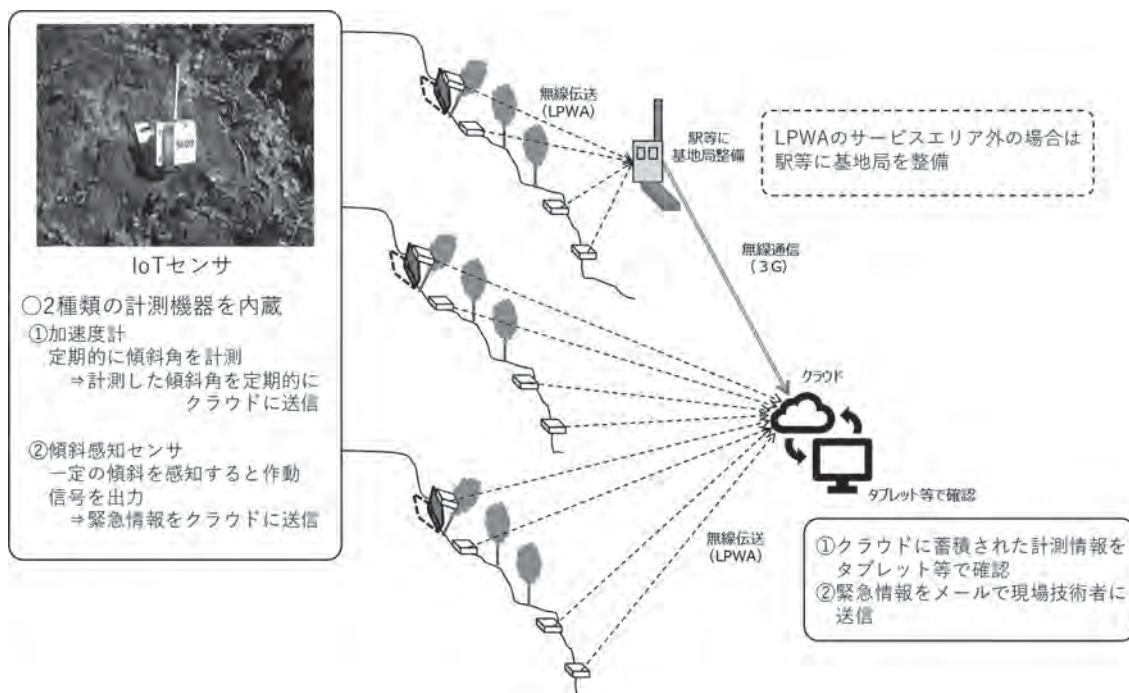 IoTセンサ
○2種類の計測機器を内蔵
①加速度計
定期的に傾斜角を計測
⇒計測した傾斜角を定期的に
クラウドに送信
②傾斜感知センサ
一定の傾斜を感知すると作動
信号を出力
⇒緊急情報をクラウドに送信
無線伝送
(LPWA)
駅等に
基地局整備
LPWAのサービスエリア外の場合は
駅等に基地局を整備
無線通信
(3G)
クラウド
タブレット等で確認
無線伝送
(LPWA)
①クラウドに蓄積された計測情報を
タブレット等で確認
②緊急情報をメールで現場技術者に
送信